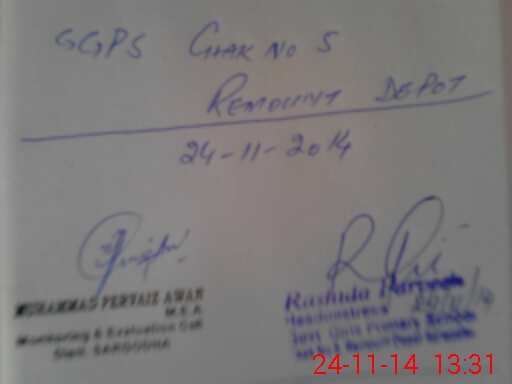 GGPS CHAK NO 5
REMOUNT DEPOT
24-11-2014
MUHAMMAD PERVAIZ AWAN
M.E.A
Monitoring & Evaluation Cell
Distt. SARGODHA
Rashida Parveen
Headmistress
Govt. Girls Primary School
24-11-14 13:31